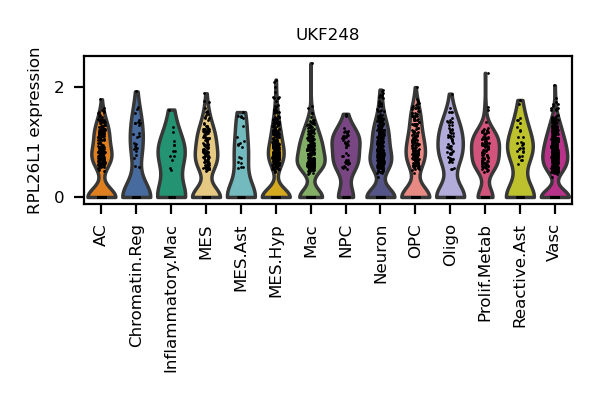 UKF248
RPL26L1 expression
2
0
AC
Chromatin.Reg
Inflammatory.Mac
MES
MES.Ast
MES.Hyp
Mac
NPC
Neuron
OPC
Oligo
Prolif.Metab
Reactive.Ast
Vasc